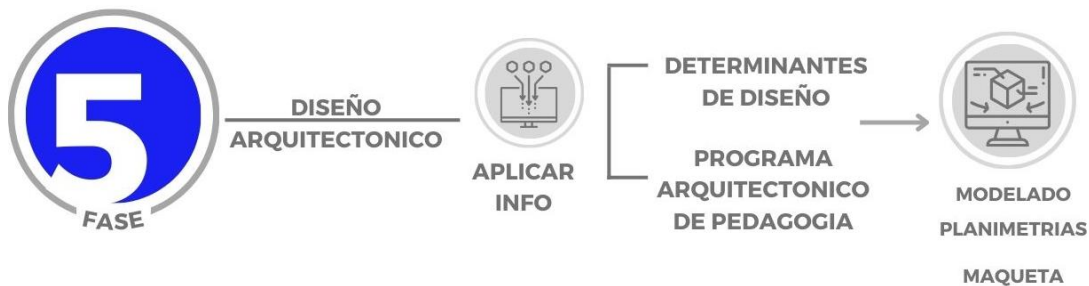 5
FASE
DISEÑO
ARQUITECTONICO
APLICAR
INFO
DETERMINANTES
DE DISEÑO
PROGRAMA
ARQUITECTONICO
DE PEDAGOGIA
MODELADO
PLANIMETRIAS
MAQUETA